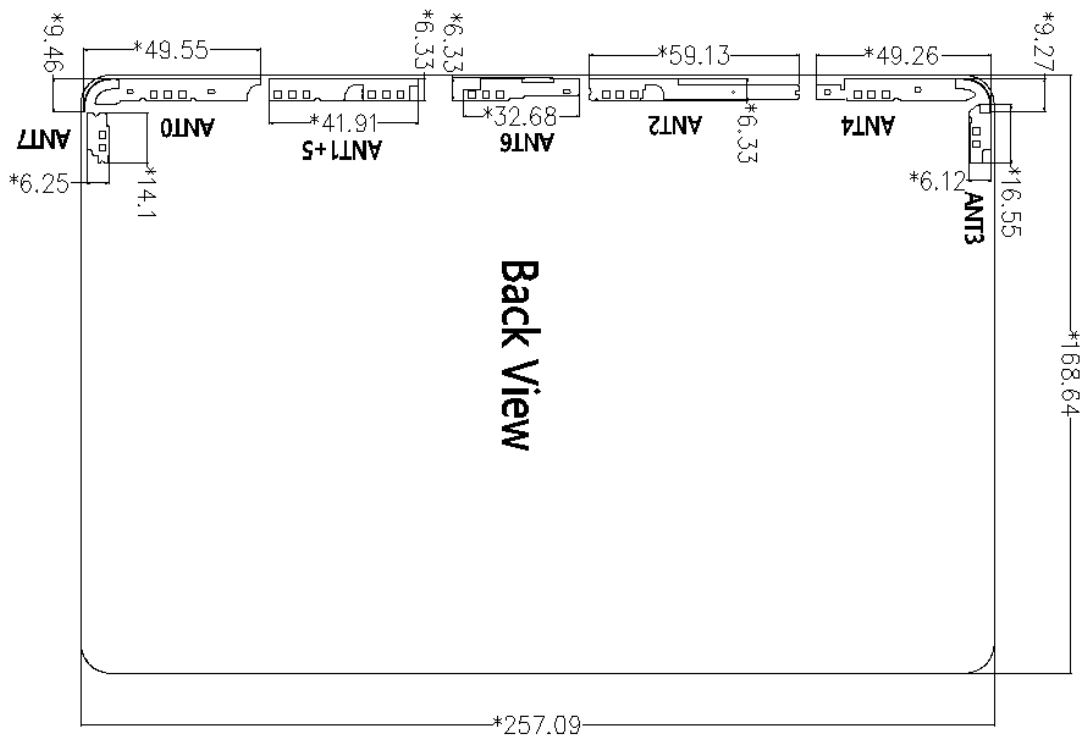 *9.46
*49.55
*6.33
*6.33
*59.13
*49.26
*9.27
*41.91
*32.68
*6.33
ANT7
ANT0
ANT1+5
ANT6
ANT2
ANT4
*6.25
*14.1
*6.12
*16.55
ANT3
Back View
*168.64
*257.09